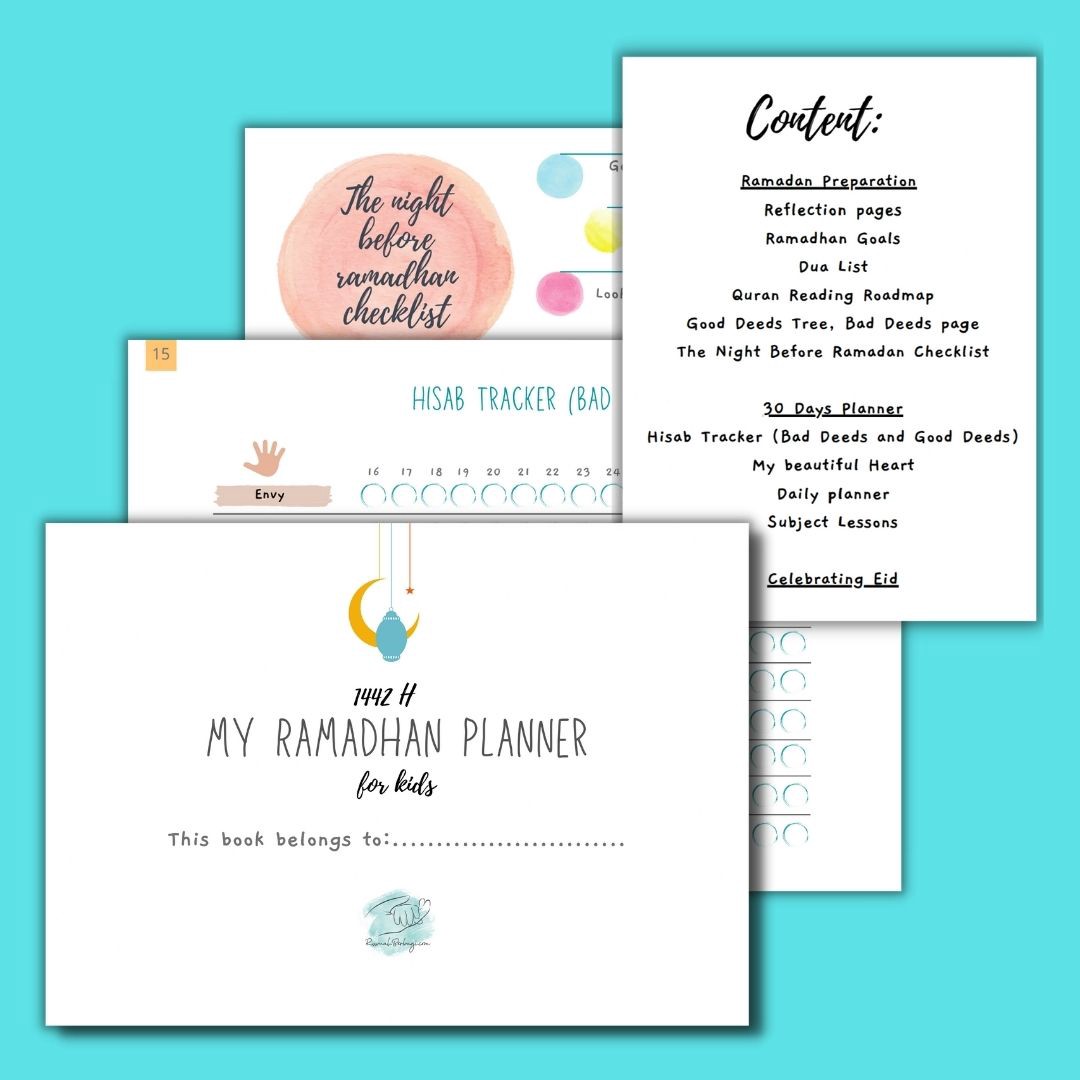 Content:
Ramadan Preparation
Reflection pages
Ramadhan Goals
Dua List
Quran Reading Roadmap
Good Deeds Tree, Bad Deeds page
The Night Before Ramadan Checklist
30 Days Planner
Hisab Tracker (Bad Deeds and Good Deeds)
My beautiful Heart
Daily planner
Subject Lessons
Celebrating Eid
The night
before
ramadhan
checklist
15
HISAB TRACKER (BAD
16 17 18 19 20 21 22 23 24
Envy
1442 H
MY RAMADHAN PLANNER
for kids
This book belongs to:...........................